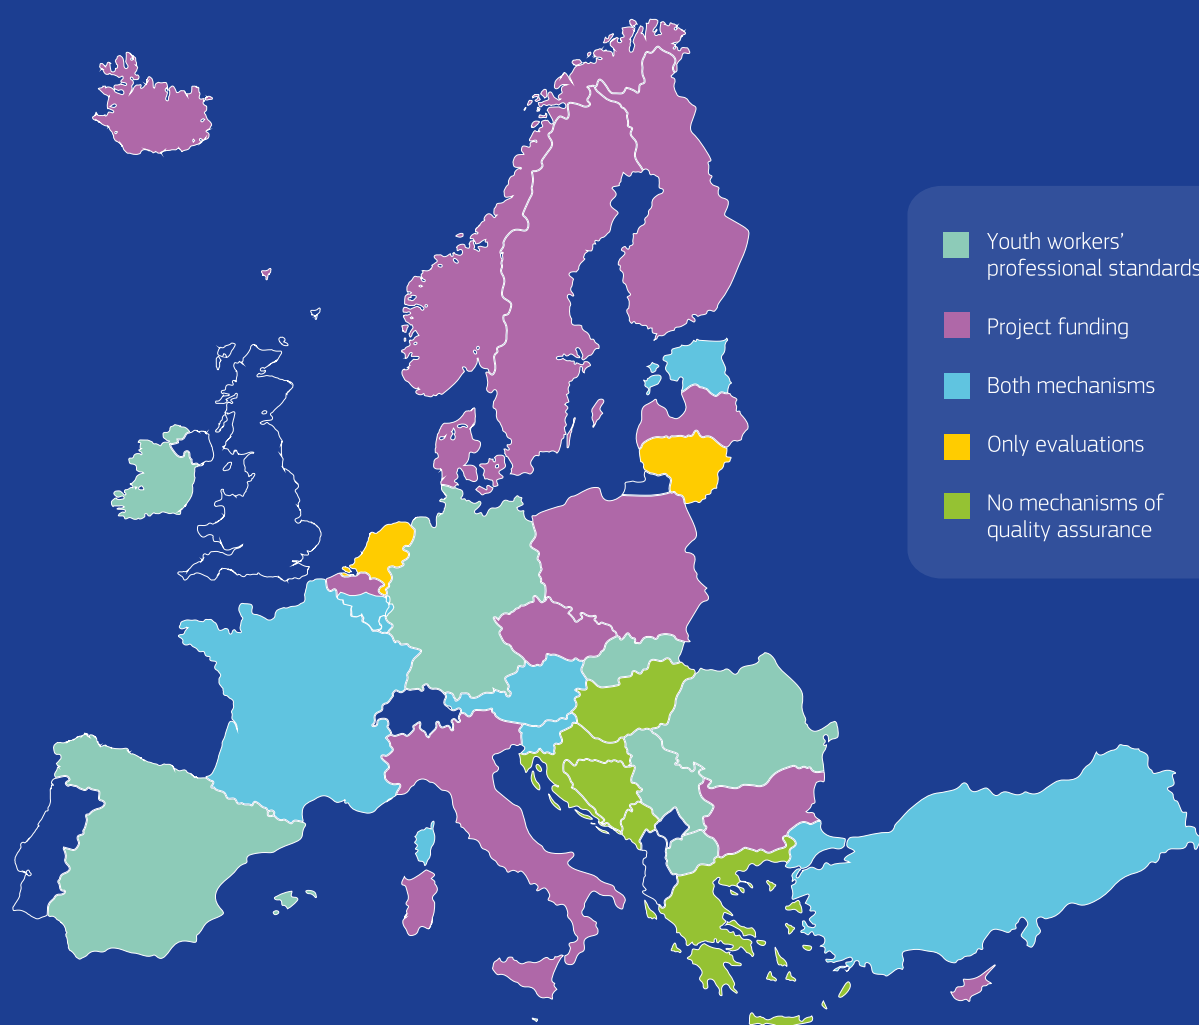 Youth workers’
professional standards
Project funding
Both mechanisms
Only evaluations
No mechanisms of
quality assurance